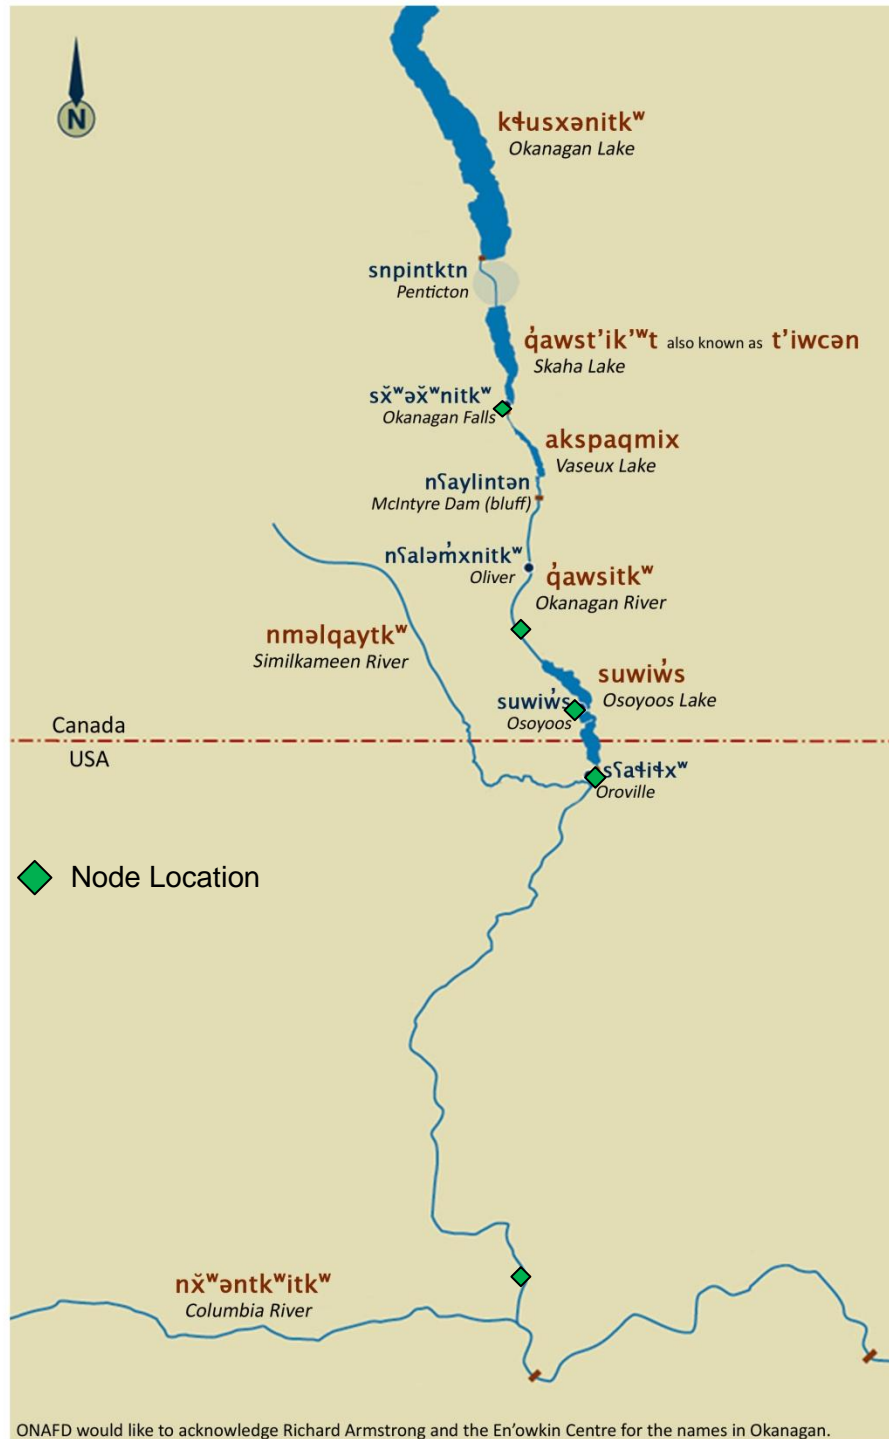 N
kɬusxənitkʷ
Okanagan Lake
snpintktn
Penticton
q̓awst’ik’ʷt also known as t’iwcən
Skaha Lake
sx̌ʷəx̌ʷnitkʷ
Okanagan Falls
akspaqmix
Vaseux Lake
nʕaylintən
McIntyre Dam (bluff)
nʕaləm̓xnitkʷ
Oliver
q̓awsitkʷ
Okanagan River
nməlqaytkʷ
Similkameen River
suwiw̓s
Osoyoos Lake
suwiw̓s
Osoyoos
Canada
USA
sʕaɬiɬxʷ
Oroville
Node Location
nx̌ʷəntkʷitkʷ
Columbia River
ONAFD would like to acknowledge Richard Armstrong and the En’owkin Centre for the names in Okanagan.